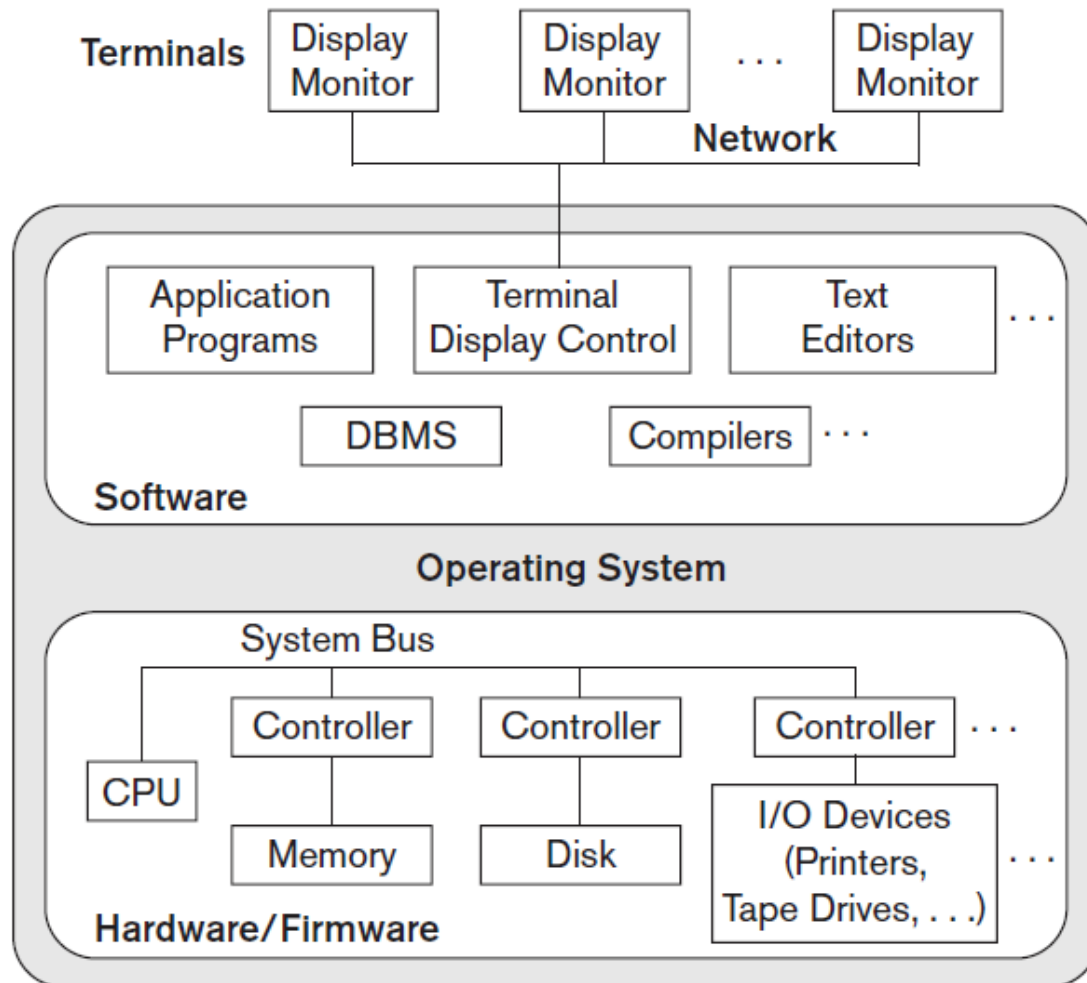 Terminals
Display
Monitor
Display
Monitor
. . .
Display
Monitor
Network
Application
Programs
Terminal
Display Control
Text
Editors
. . .
DBMS
Compilers
. . .
Software
Operating System
System Bus
Controller
Controller
Controller
. . .
CPU
Memory
Disk
I/O Devices
(Printers,
Tape Drives, . . .)
. . .
Hardware/Firmware